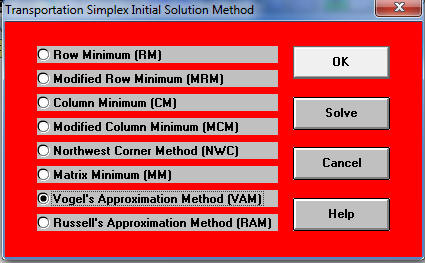 Transportation Simplex Initial Solution Method
Row Minimum (RM)
Modified Row Minimum (MRM)
Column Minimum (CM)
Modified Column Minimum (MCM)
Northwest Corner Method (NWC)
Matrix Minimum (MM)
Vogel's Approximation Method (VAM)
Russell's Approximation Method (RAM)
OK
Solve
Cancel
Help